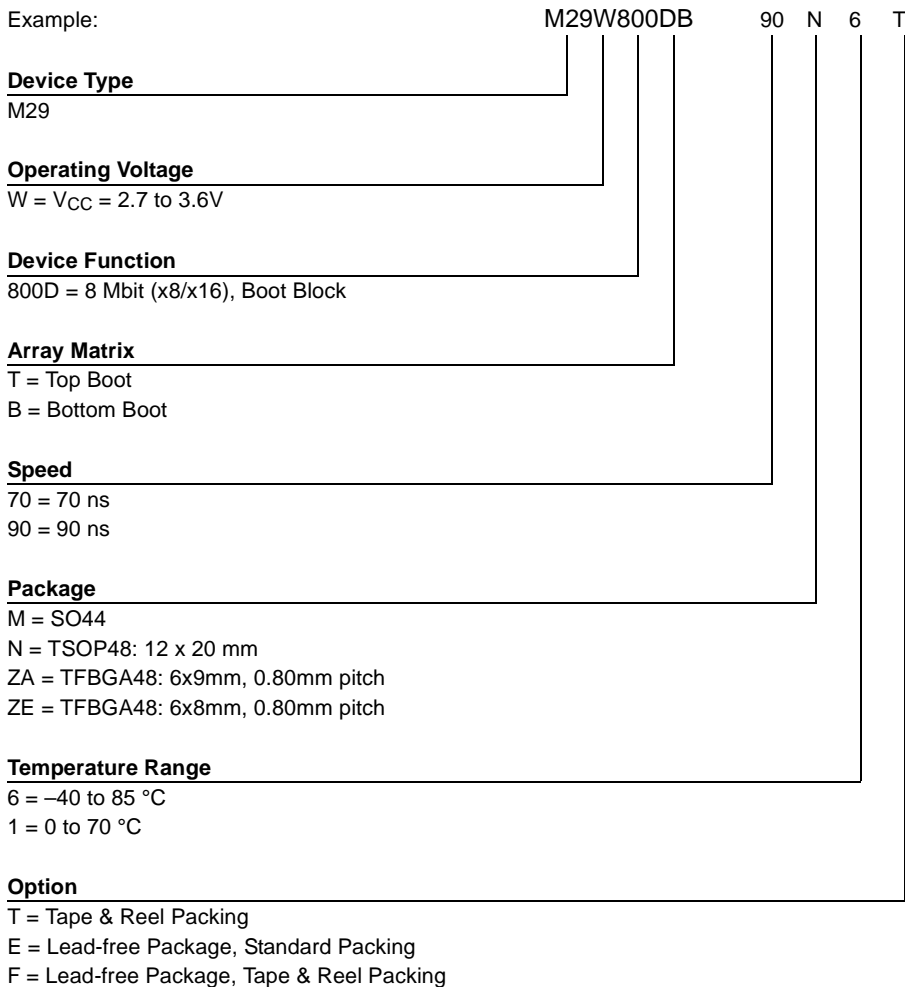 Example: M29W800DB 90 N 6 T
Device Type
M29
Operating Voltage
W = VCC = 2.7 to 3.6V
Device Function
800D = 8 Mbit (x8/x16), Boot Block
Array Matrix
T = Top Boot
B = Bottom Boot
Speed
70 = 70 ns
90 = 90 ns
Package
M = SO44
N = TSOP48: 12 x 20 mm
ZA = TFBGA48: 6x9mm, 0.80mm pitch
ZE = TFBGA48: 6x8mm, 0.80mm pitch
Temperature Range
6 = –40 to 85 °C
1 = 0 to 70 °C
Option
T = Tape & Reel Packing
E = Lead-free Package, Standard Packing
F = Lead-free Package, Tape & Reel Packing